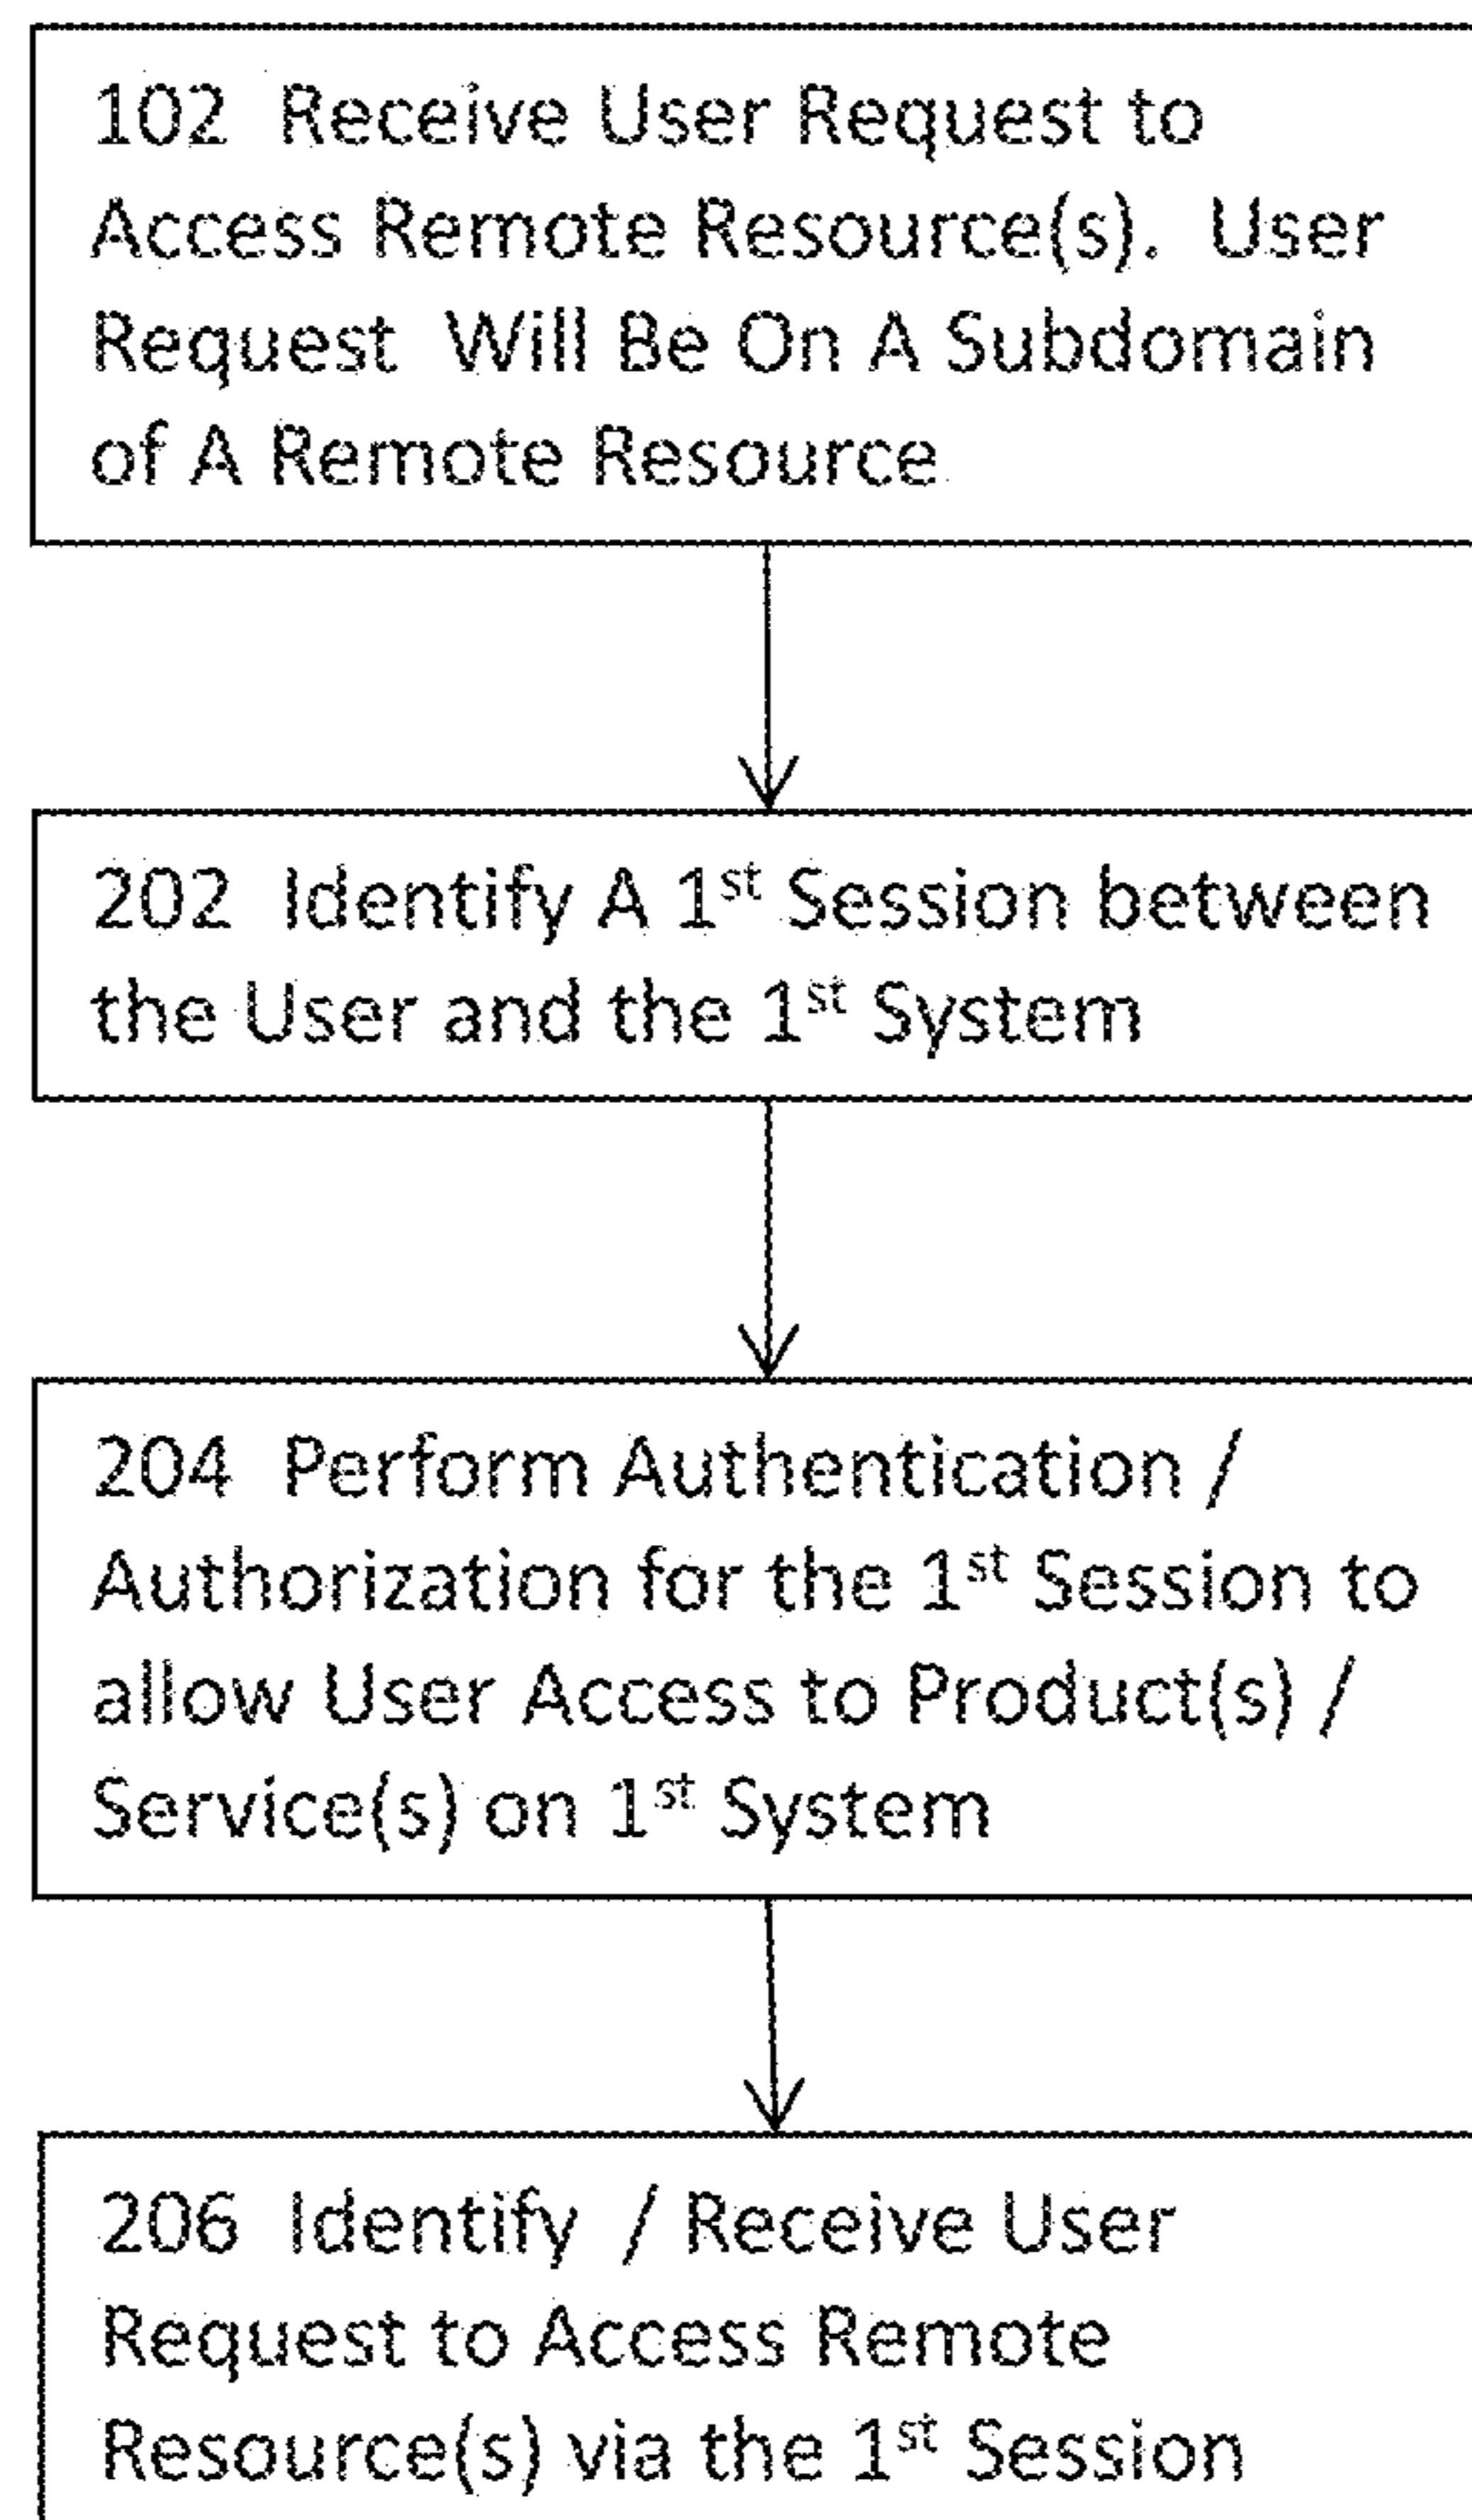 102 Receive User Request to
Access Remote Resource(s). User
Request Will Be On A Subdomain
of A Remote Resource
202 Identify A 1st Session between
the User and the 1st System
204 Perform Authentication /
Authorization for the 1st Session to
allow User Access to Product(s) /
Service(s) on 1st System
206 Identify / Receive User
Request to Access Remote
Resource(s) via the 1st Session